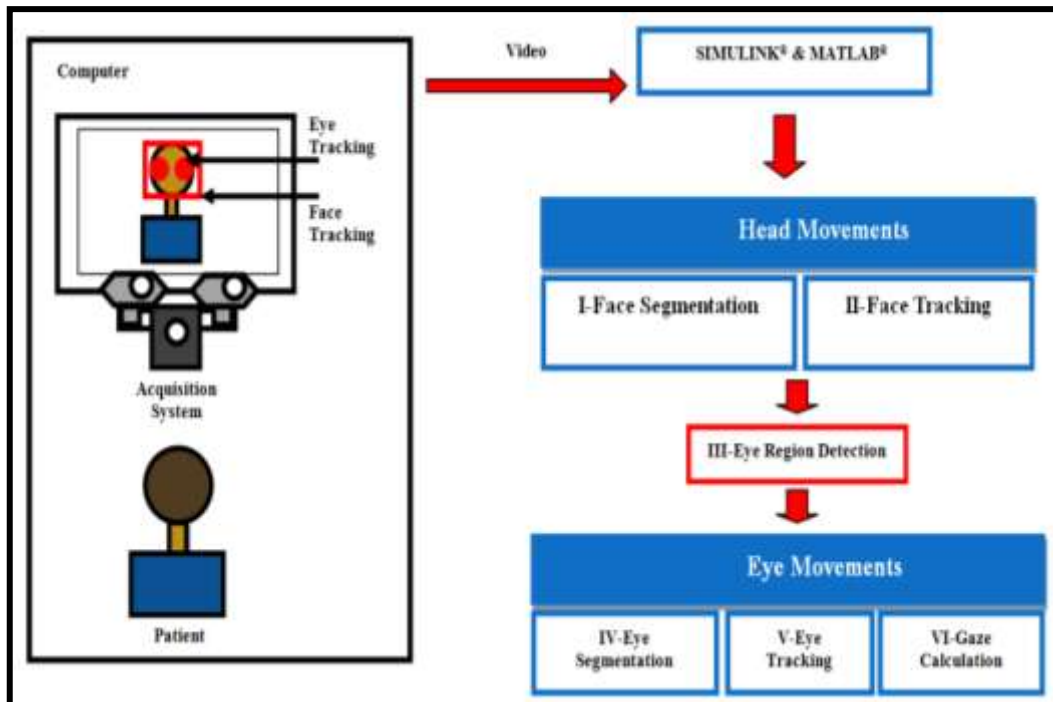 Computer
Eye
Tracking
Face
Tracking
Acquisition
System
Patient
Video
SIMULINK® & MATLAB®
Head Movements
I-Face Segmentation
II-Face Tracking
III-Eye Region Detection
Eye Movements
IV-Eye
Segmentation
V-Eye
Tracking
VI-Gaze
Calculation